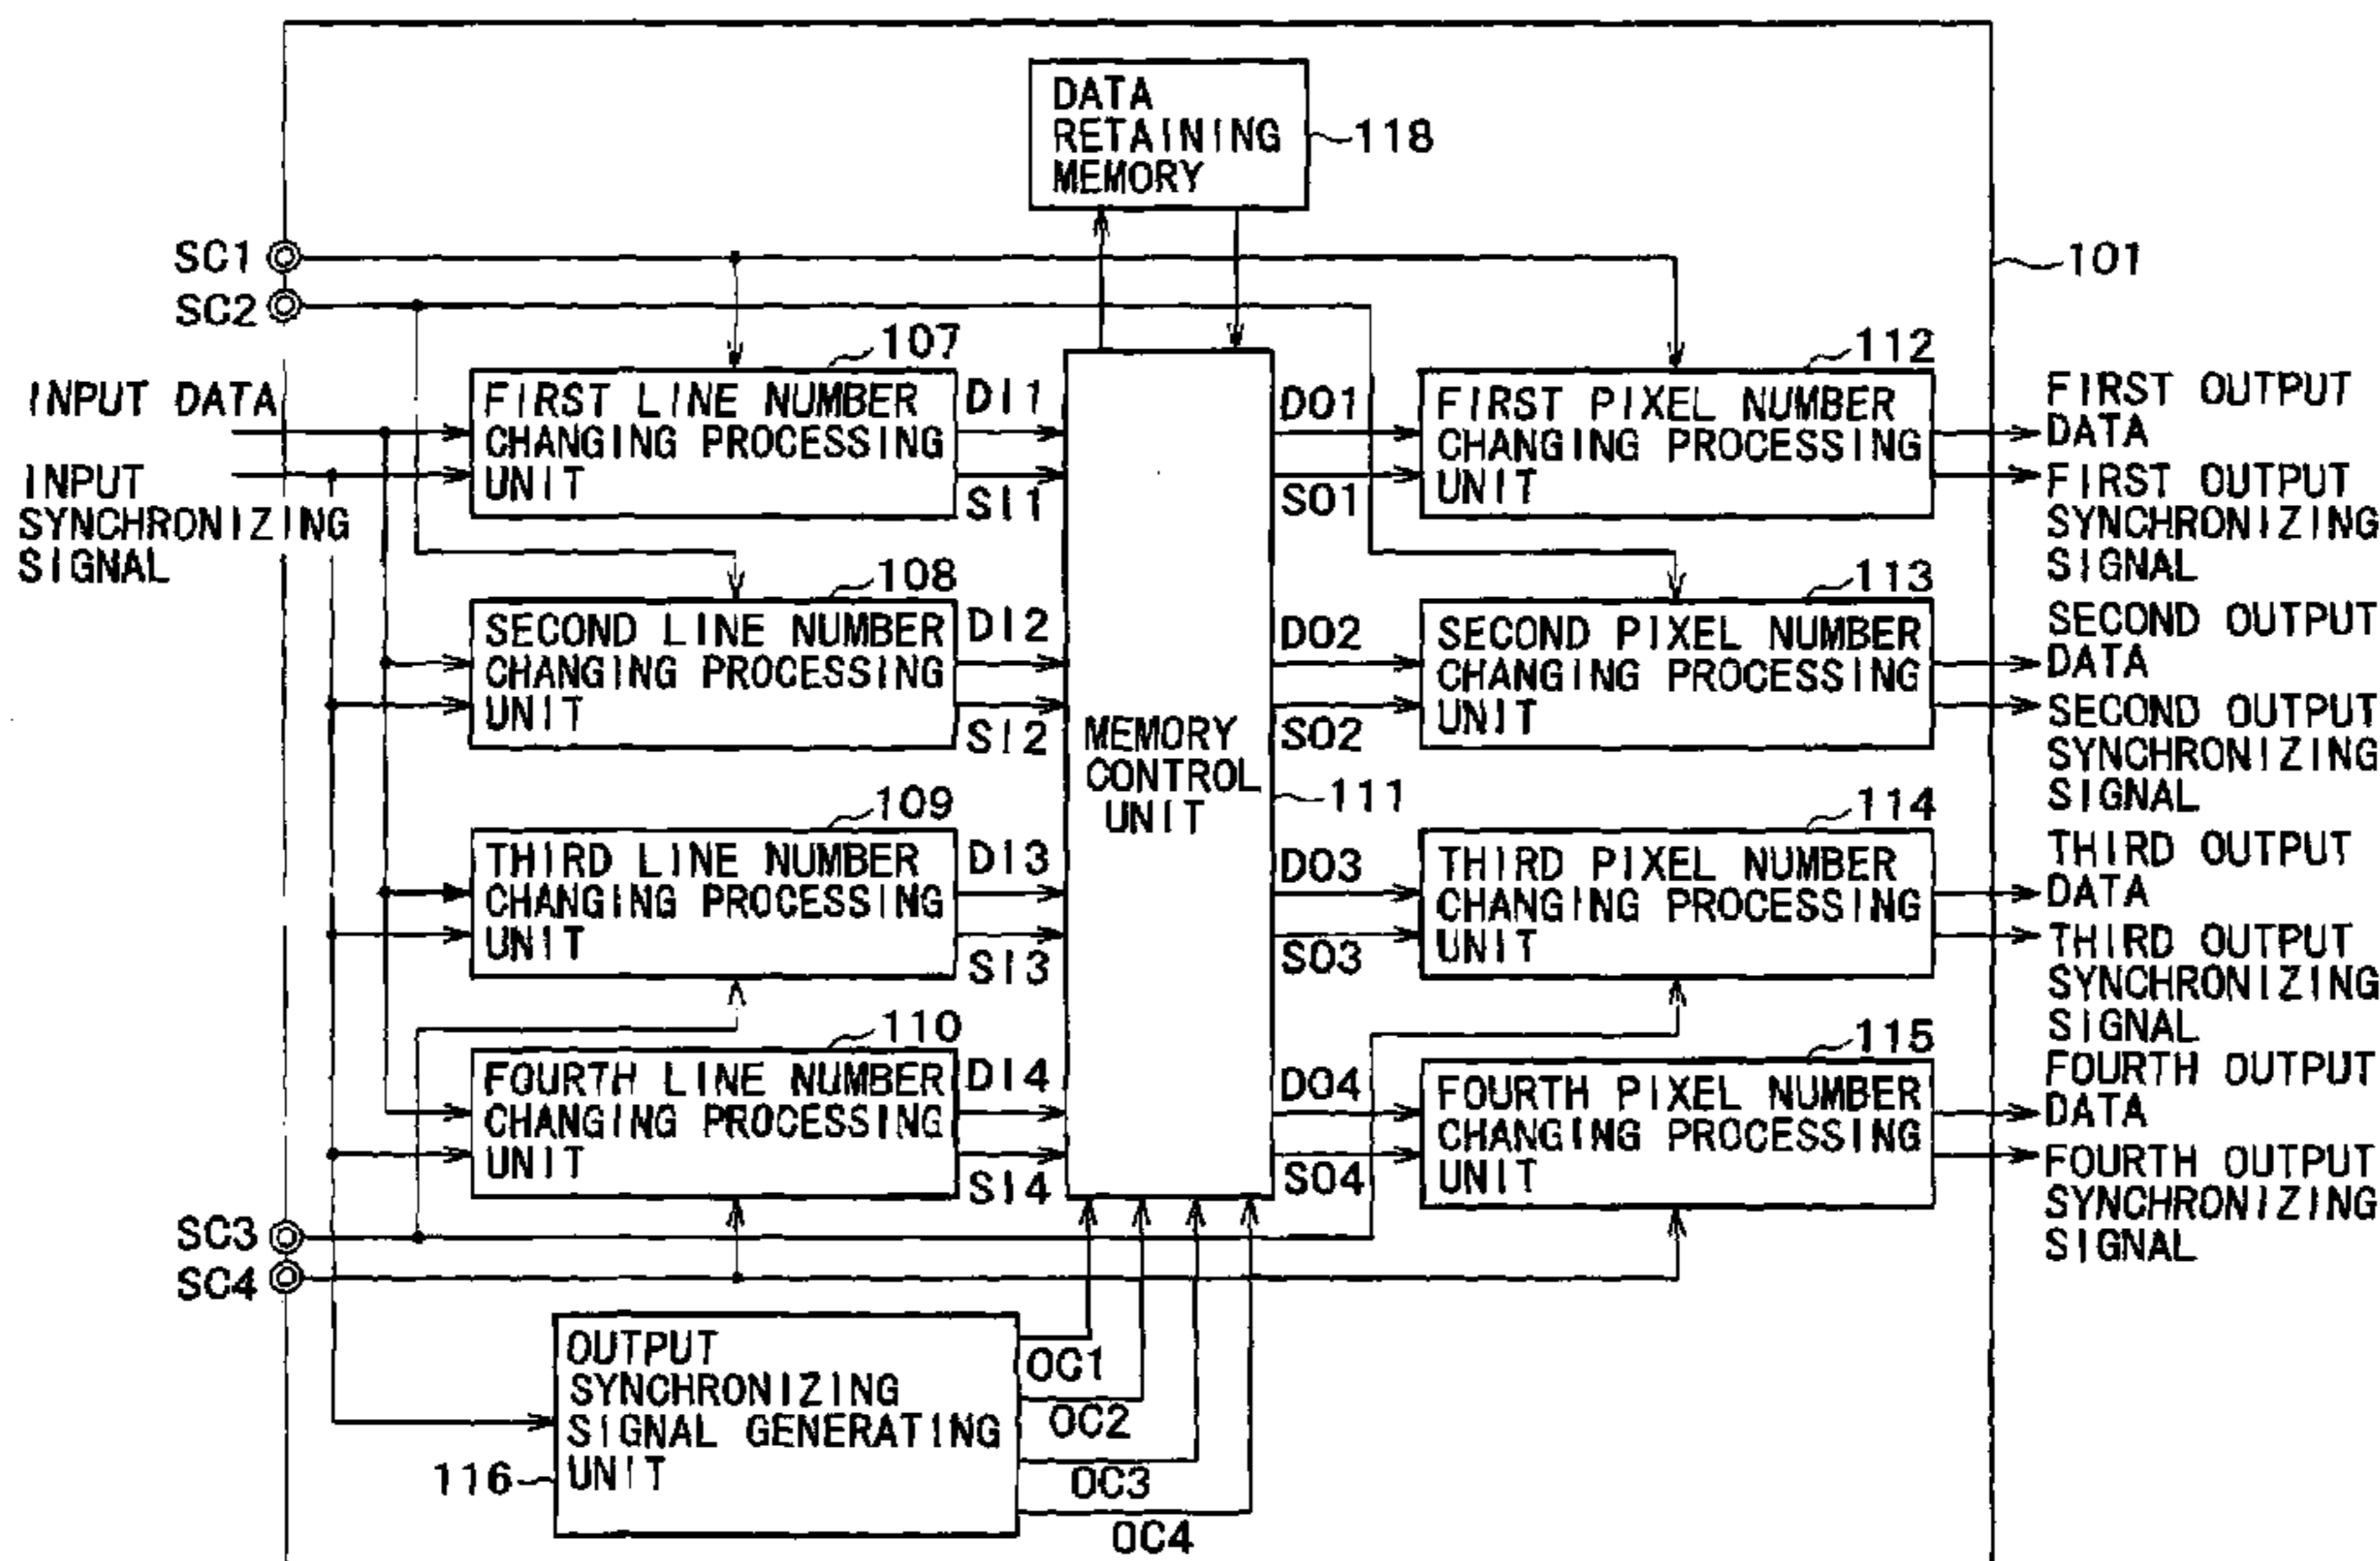 DATA
RETAINING
MEMORY
118
SC1
SC2
101
107
112
INPUT DATA
FIRST LINE NUMBER
CHANGING PROCESSING
UNIT
DI1
SI1
DO1
SO1
FIRST PIXEL NUMBER
CHANGING PROCESSING
UNIT
FIRST OUTPUT
DATA
FIRST OUTPUT
SYNCHRONIZING
SIGNAL
INPUT
SYNCHRONIZING
SIGNAL
108
113
SECOND LINE NUMBER
CHANGING PROCESSING
UNIT
DI2
SI2
MEMORY
CONTROL
UNIT
111
DO2
SO2
SECOND PIXEL NUMBER
CHANGING PROCESSING
UNIT
SECOND OUTPUT
DATA
SECOND OUTPUT
SYNCHRONIZING
SIGNAL
109
114
THIRD LINE NUMBER
CHANGING PROCESSING
UNIT
DI3
SI3
DO3
SO3
THIRD PIXEL NUMBER
CHANGING PROCESSING
UNIT
THIRD OUTPUT
DATA
THIRD OUTPUT
SYNCHRONIZING
SIGNAL
110
115
FOURTH LINE NUMBER
CHANGING PROCESSING
UNIT
DI4
SI4
DO4
SO4
FOURTH PIXEL NUMBER
CHANGING PROCESSING
UNIT
FOURTH OUTPUT
DATA
FOURTH OUTPUT
SYNCHRONIZING
SIGNAL
SC3
SC4
OUTPUT
SYNCHRONIZING
SIGNAL GENERATING
UNIT
116
OC1
OC2
OC3
OC4